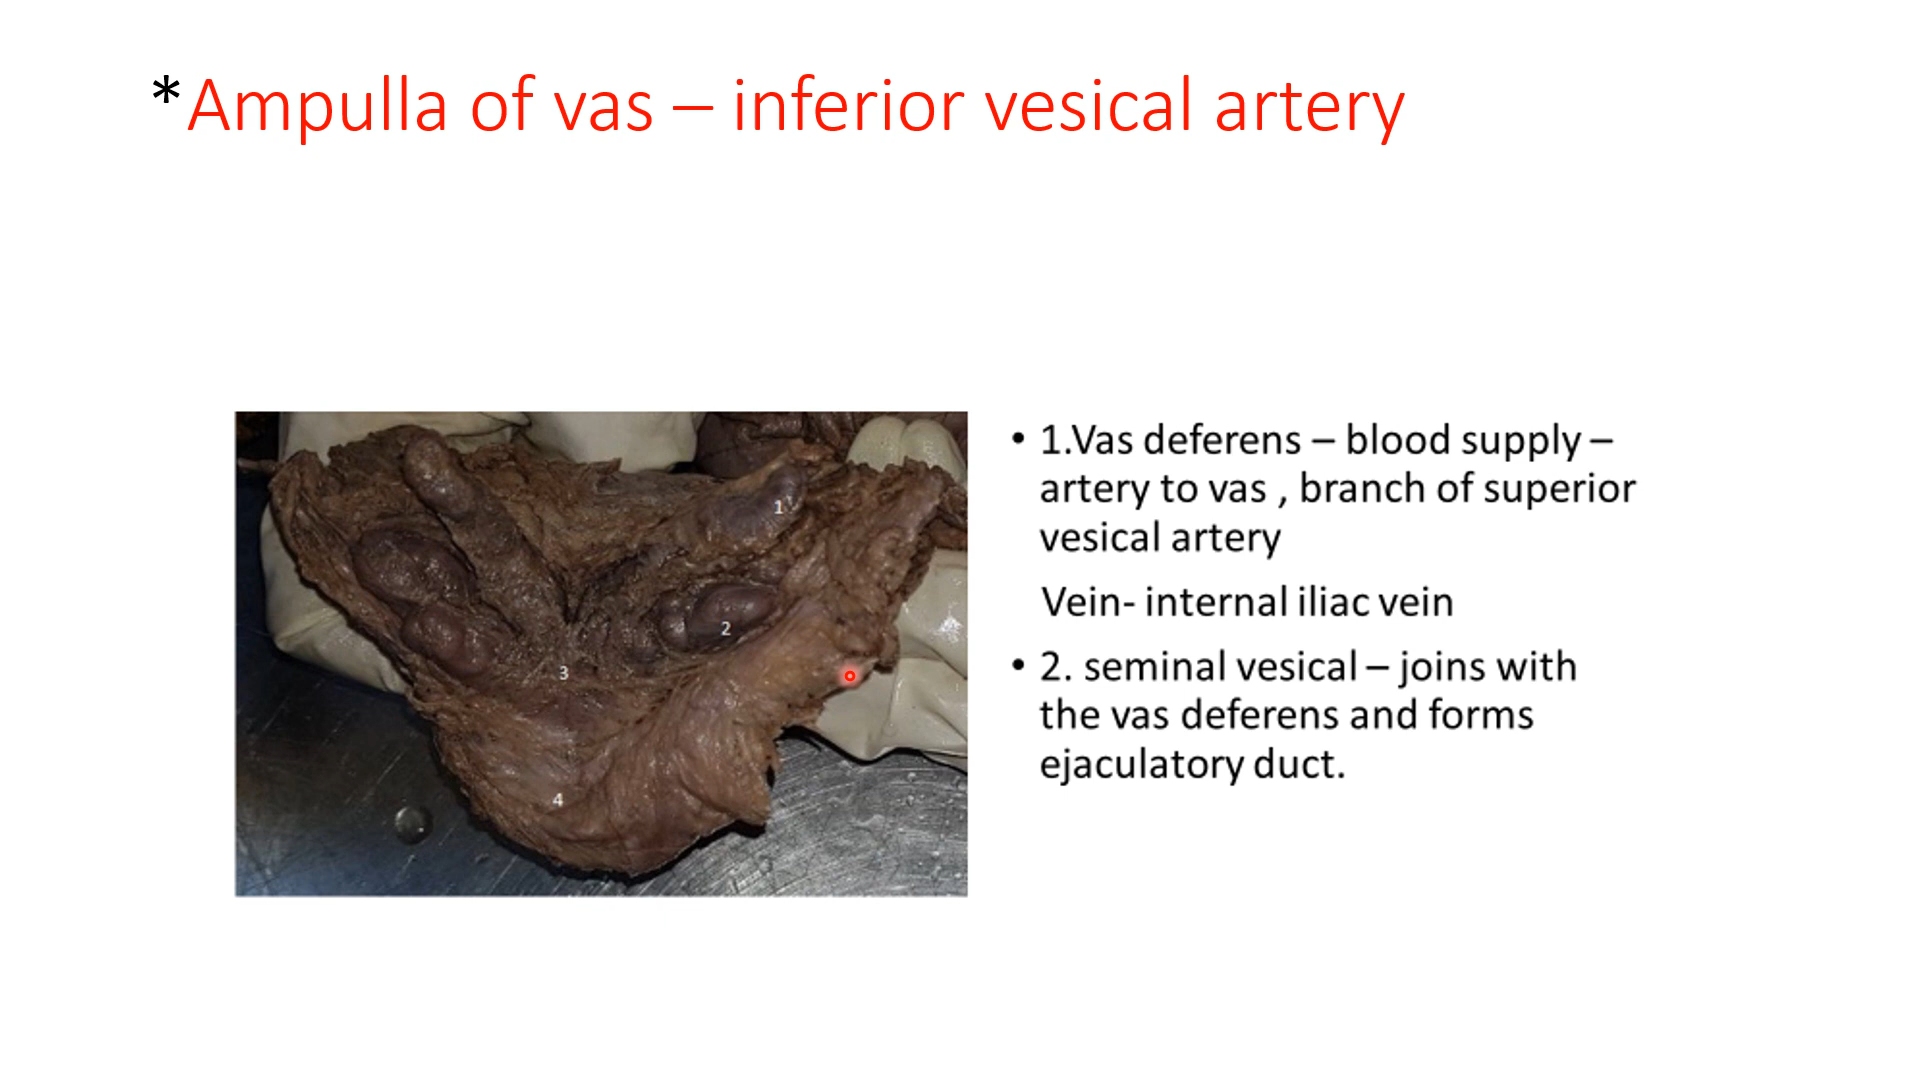 *Ampulla of vas – inferior vesical artery
1
2
3
4
• 1.Vas deferens – blood supply –
artery to vas , branch of superior
vesical artery
Vein- internal iliac vein
• 2. seminal vesical – joins with
the vas deferens and forms
ejaculatory duct.